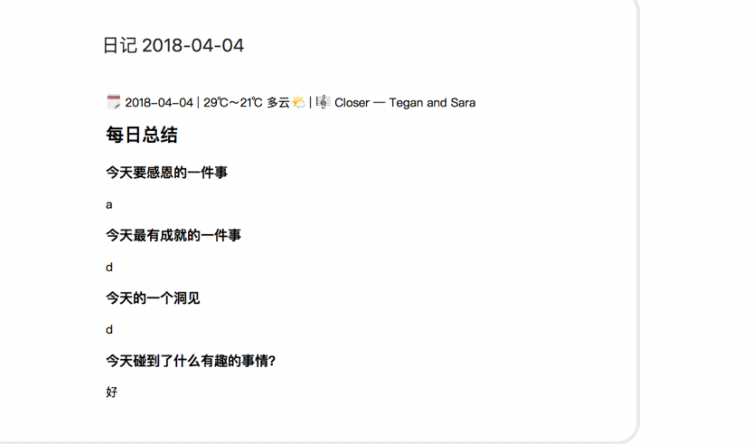 日记 2018-04-04
🗓 2018-04-04 | 29℃～21℃ 多云🌤 | 🎼 Closer — Tegan and Sara
每日总结
今天要感恩的一件事
a
今天最有成就的一件事
d
今天的一个洞见
d
今天碰到了什么有趣的事情?
好